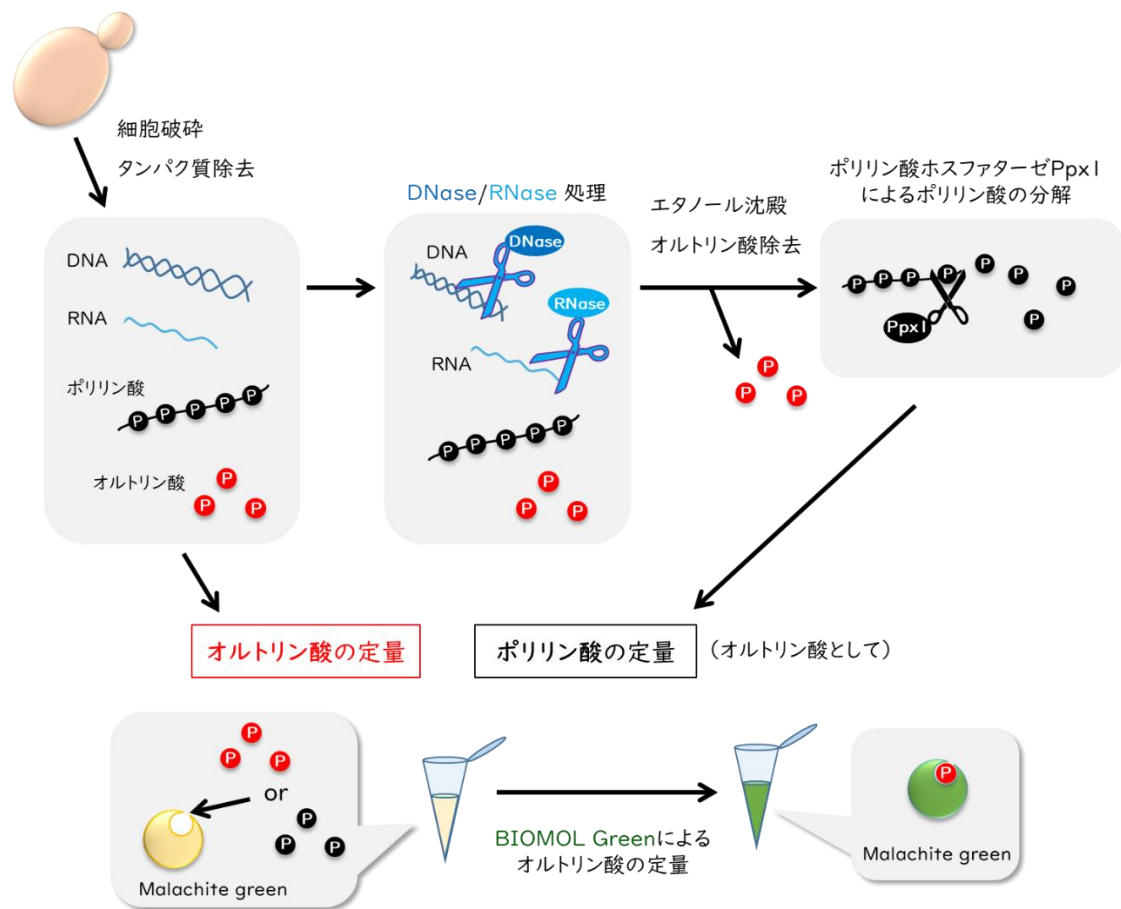 細胞破砕
タンパク質除去
DNA
RNA
ポリリン酸
P P P P P
オルトリン酸
P
P P
DNase/RNase 処理
DNase
DNA
RNase
RNA
P P P P P
P
P P
エタノール沈殿
オルトリン酸除去
P
P P
ポリリン酸ホスファターゼPpx1
によるポリリン酸の分解
P P P P P P P
P
Ppx1
オルトリン酸の定量
ポリリン酸の定量
(オルトリン酸として)
P
P P
or
P
P P
Malachite green
BIOMOL Greenによる
オルトリン酸の定量
P
Malachite green